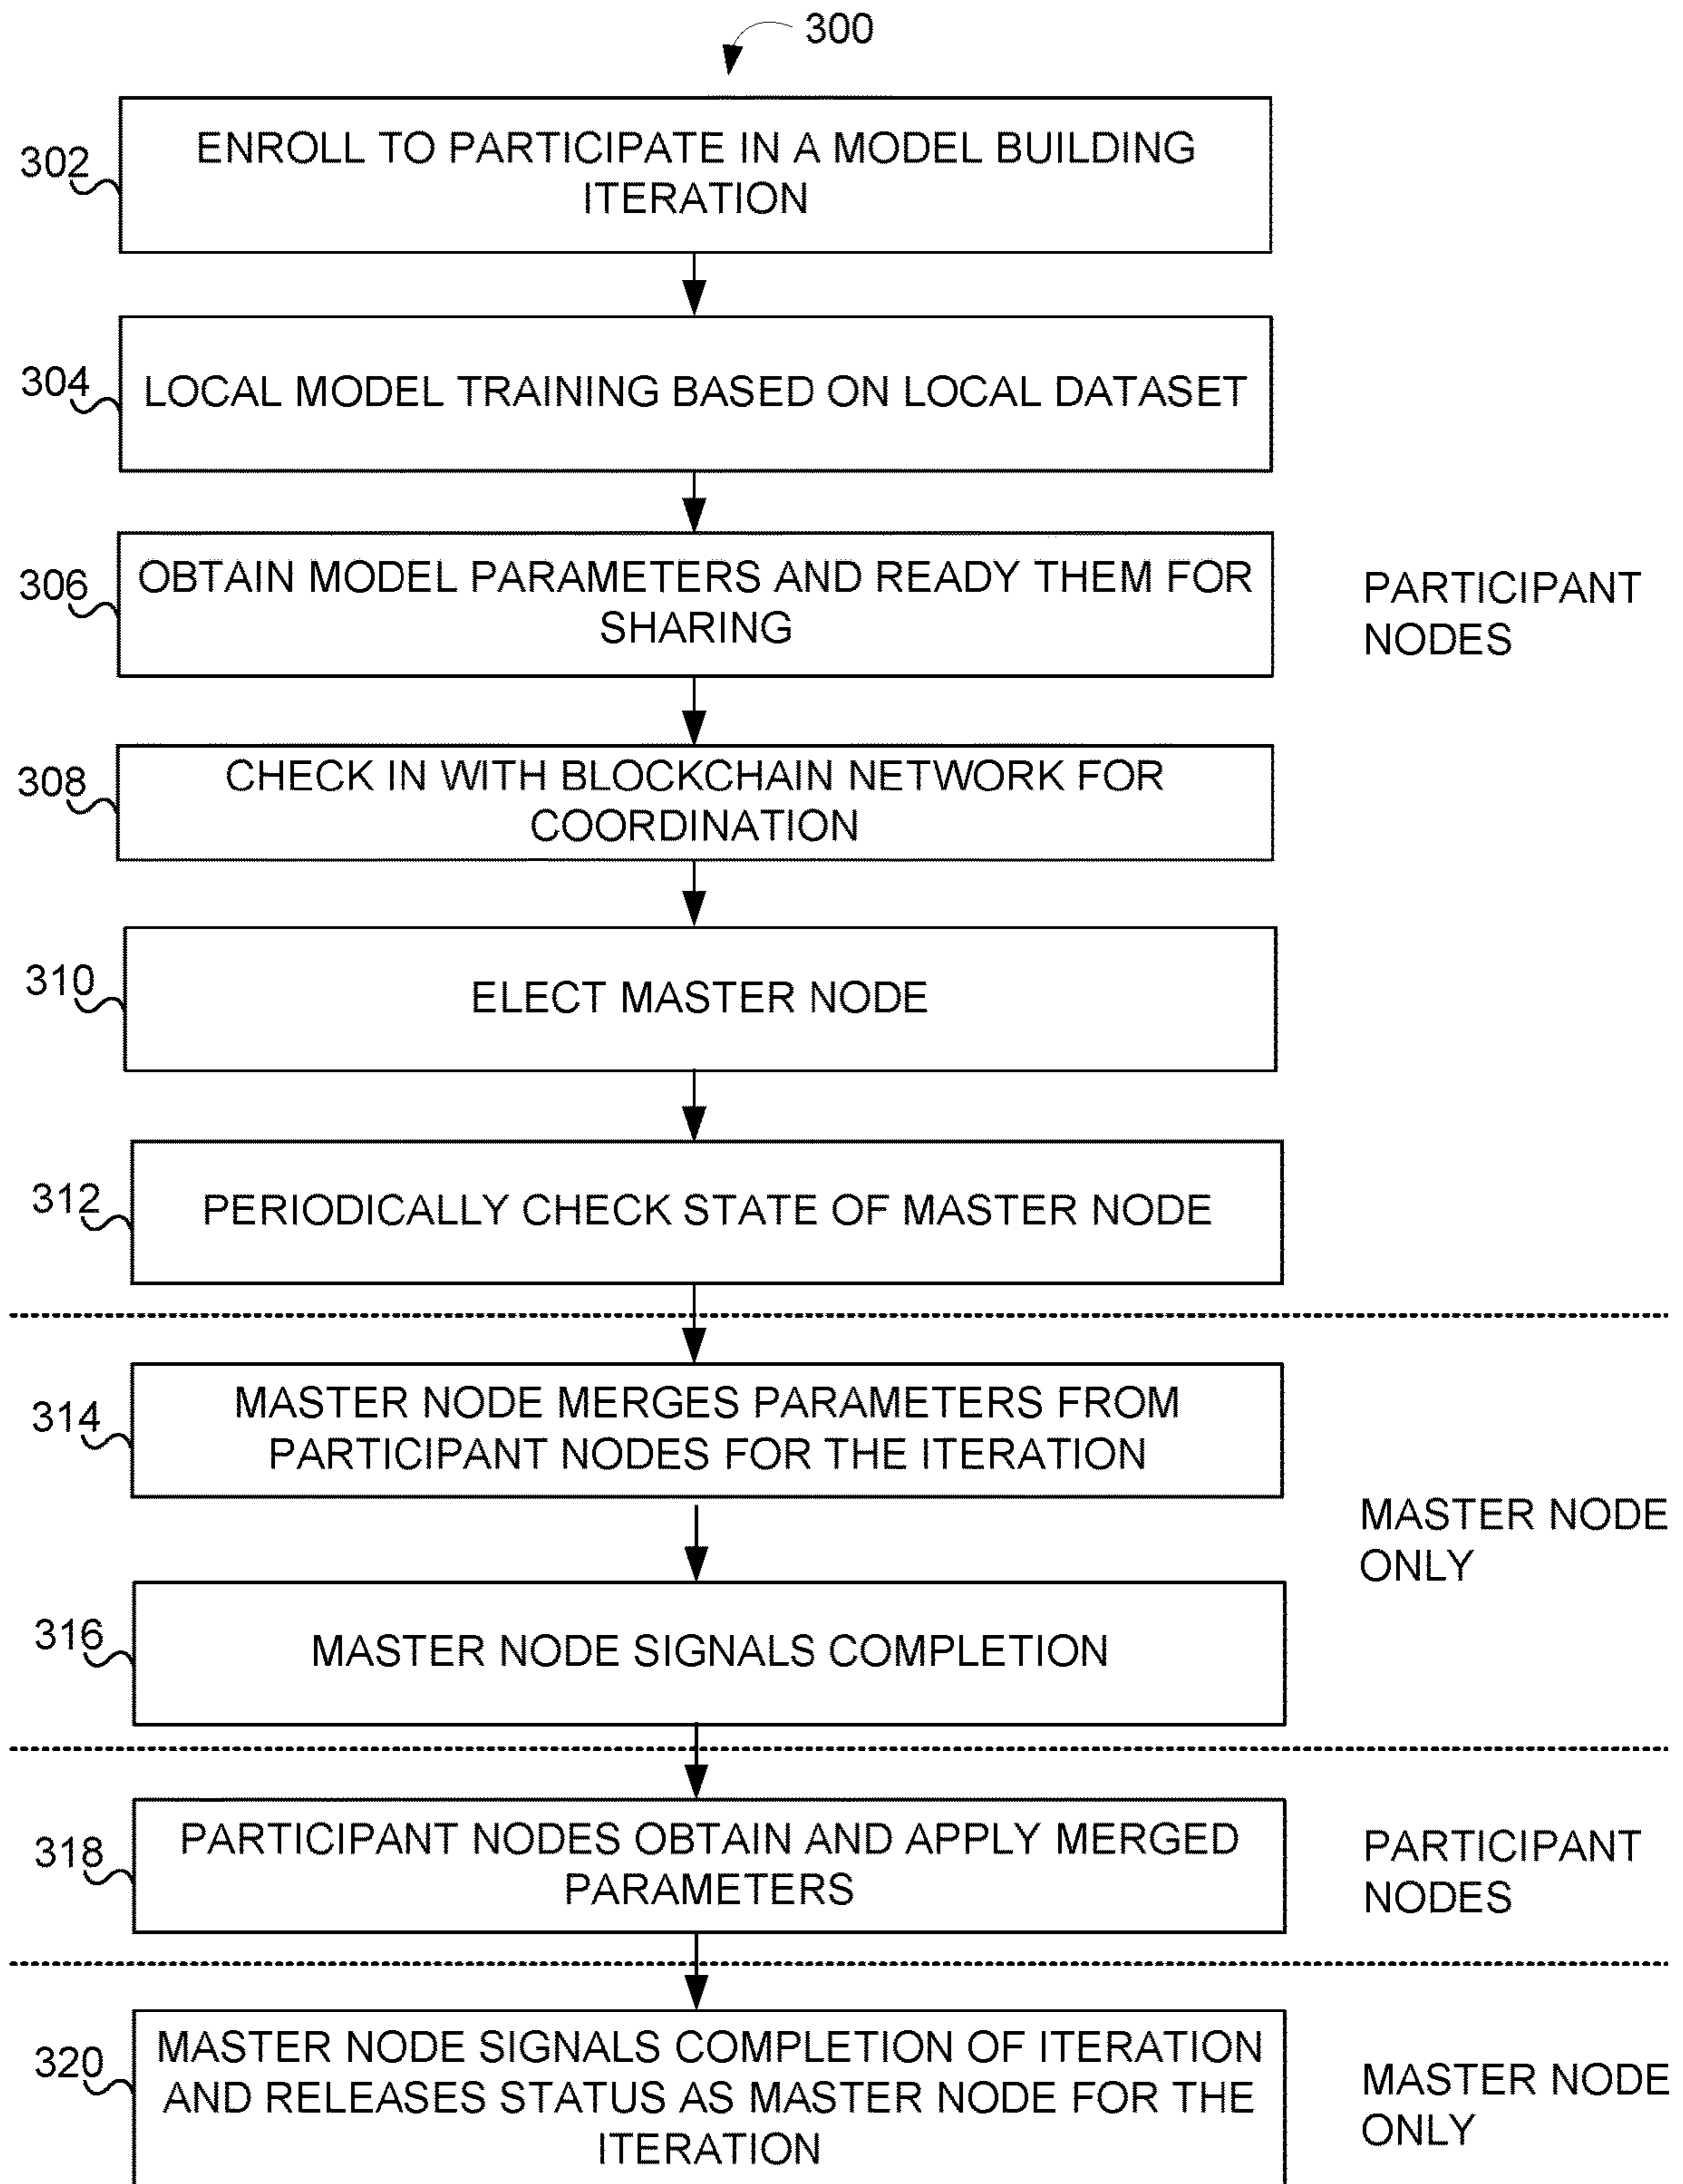 300
302
ENROLL TO PARTICIPATE IN A MODEL BUILDING
ITERATION
304
LOCAL MODEL TRAINING BASED ON LOCAL DATASET
306
OBTAIN MODEL PARAMETERS AND READY THEM FOR
SHARING
PARTICIPANT
NODES
308
CHECK IN WITH BLOCKCHAIN NETWORK FOR
COORDINATION
310
ELECT MASTER NODE
312
PERIODICALLY CHECK STATE OF MASTER NODE
314
MASTER NODE MERGES PARAMETERS FROM
PARTICIPANT NODES FOR THE ITERATION
MASTER NODE
ONLY
316
MASTER NODE SIGNALS COMPLETION
318
PARTICIPANT NODES OBTAIN AND APPLY MERGED
PARAMETERS
PARTICIPANT
NODES
320
MASTER NODE SIGNALS COMPLETION OF ITERATION
AND RELEASES STATUS AS MASTER NODE FOR THE
ITERATION
MASTER NODE
ONLY